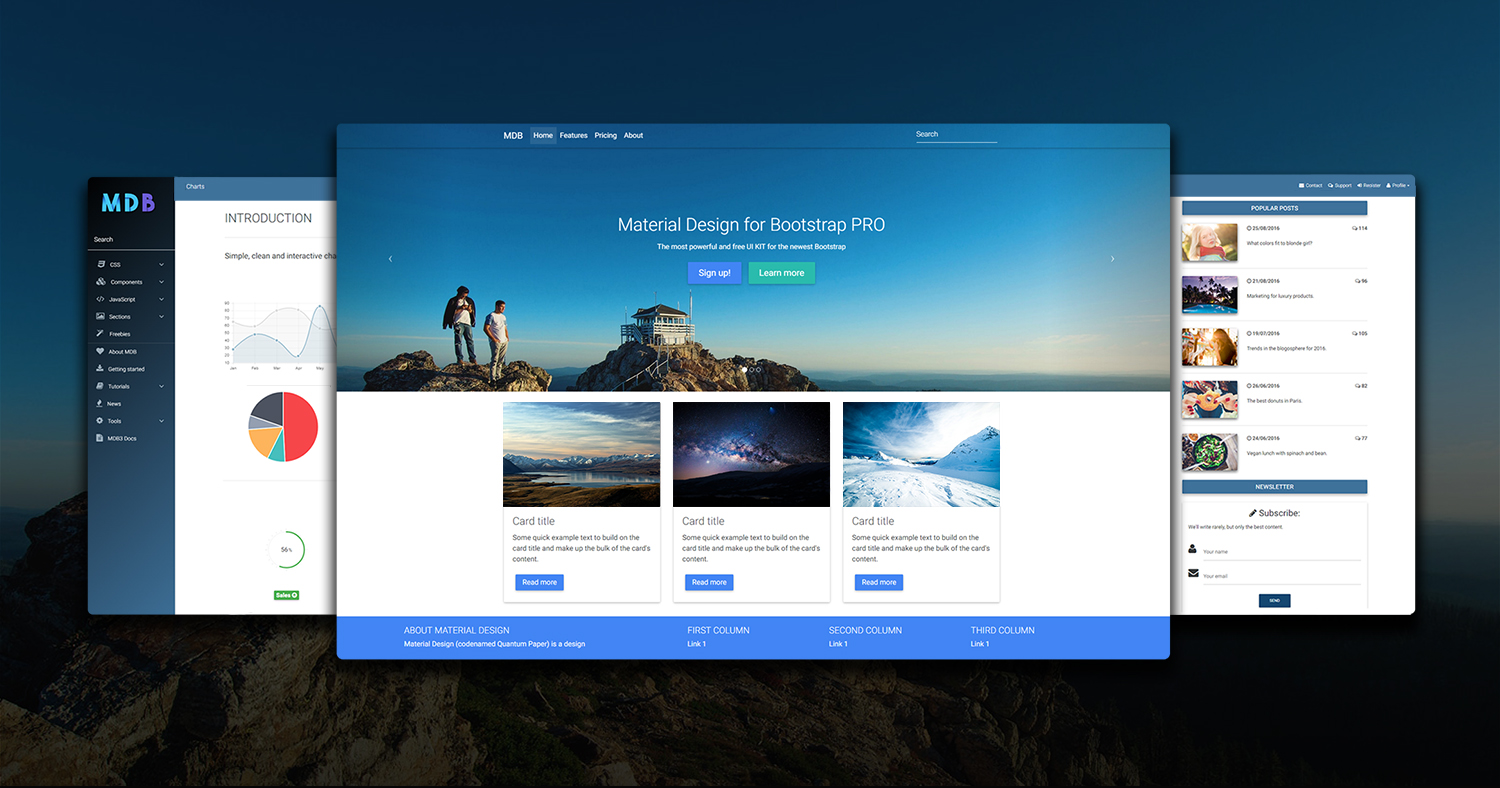 MDB
Search
CSS
Components
JavaScript
Sections
Freebies
About MDB
Getting started
Tutorials
News
Tools
MDB3 Docs
Charts
INTRODUCTION
Simple, clean and interactive cha
90
80
70
60
50
40
30
20
10
Jan Feb Mar Apr May
56%
Sales
MDB Home Features Pricing About
Search
Material Design for Bootstrap PRO
The most powerful and free UI KIT for the newest Bootstrap
Sign up! Learn more
Card title
Some quick example text to build on the
card title and make up the bulk of the card's
content.
Read more
Card title
Some quick example text to build on the
card title and make up the bulk of the card's
content.
Read more
Card title
Some quick example text to build on the
card title and make up the bulk of the card's
content.
Read more
ABOUT MATERIAL DESIGN
Material Design (codenamed Quantum Paper) is a design
FIRST COLUMN
Link 1
SECOND COLUMN
Link 1
THIRD COLUMN
Link 1
Contact Support Register Profile
POPULAR POSTS
25/08/2016 114
What colors fit to blonde girl?
21/08/2016 96
Marketing for luxury products.
19/07/2016 105
Trends in the blogosphere for 2016.
26/06/2016 82
The best donuts in Paris.
24/06/2016 77
Vegan lunch with spinach and bean.
NEWSLETTER
Subscribe:
We'll write rarely, but only the best content.
Your name
Your email
SEND